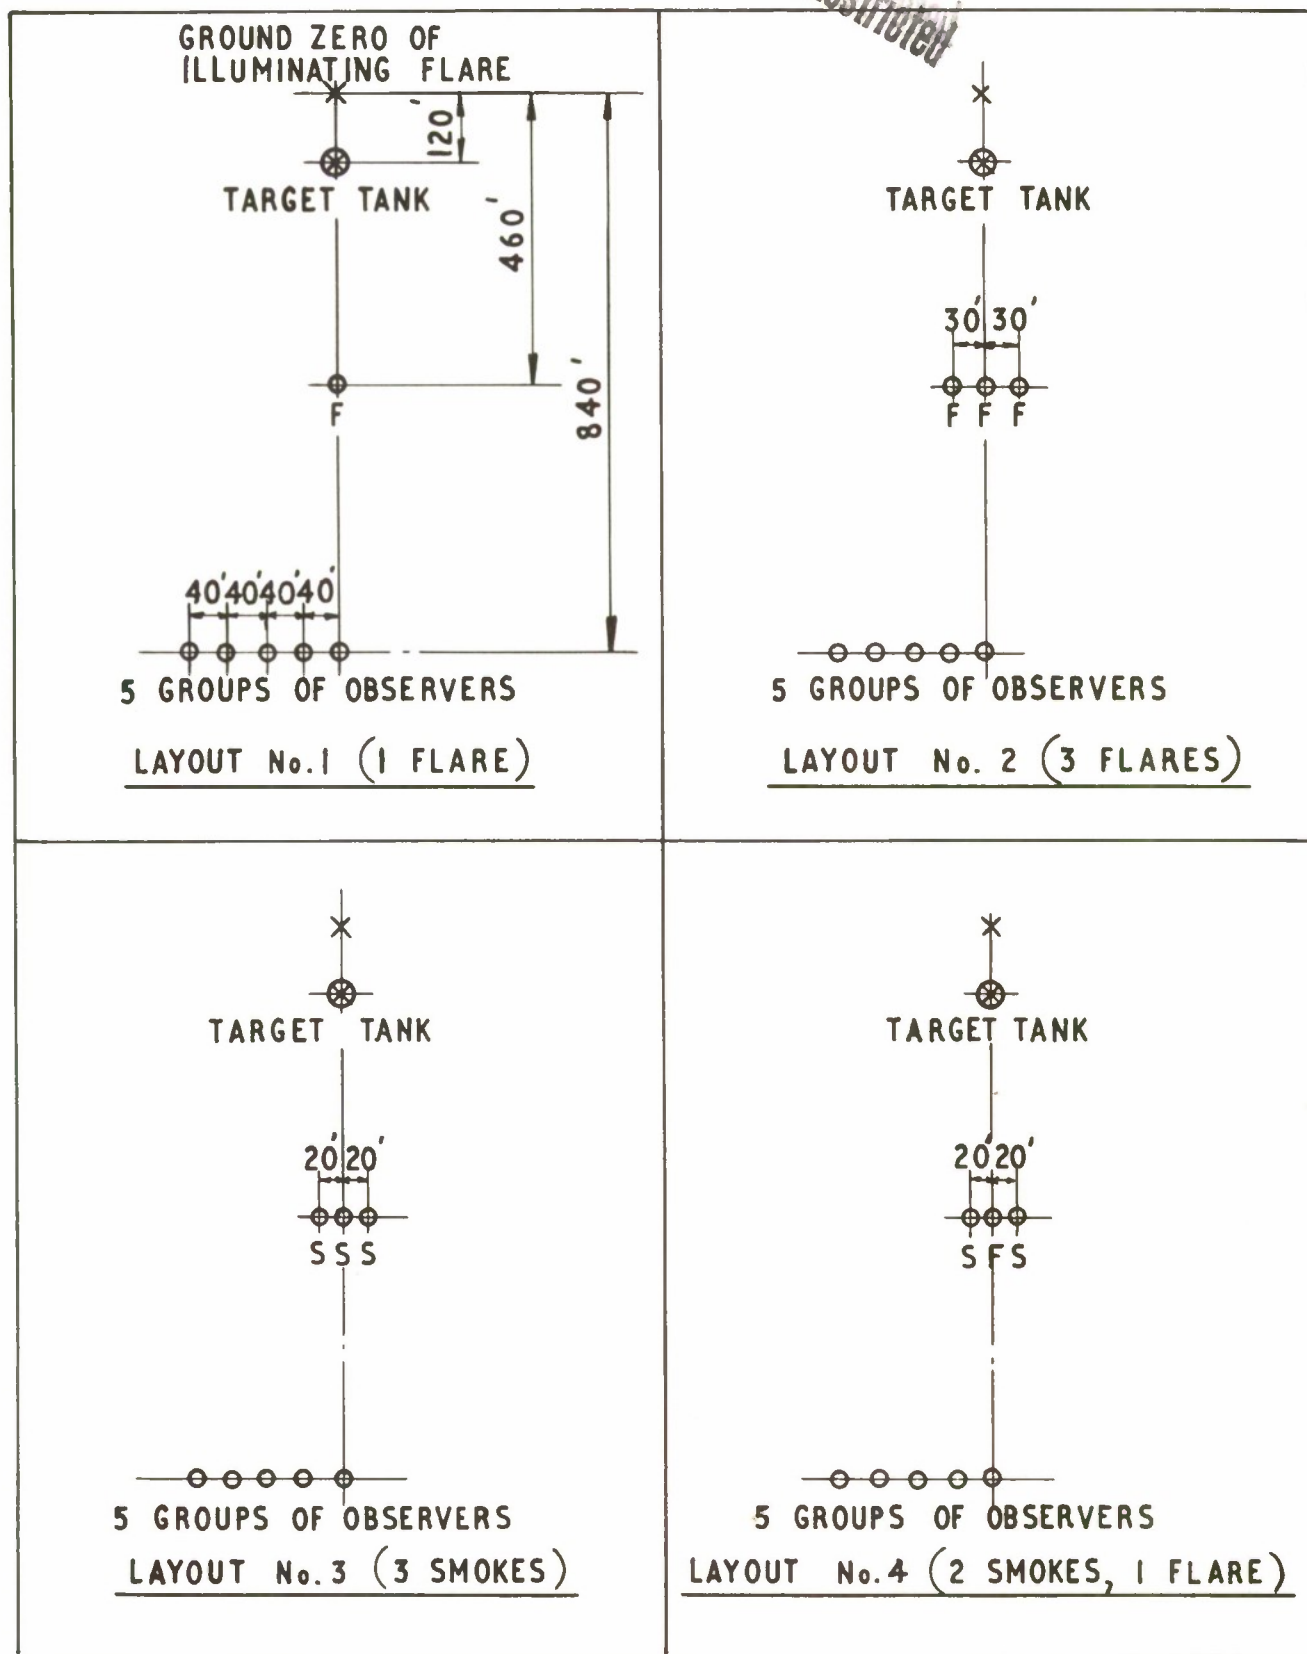 GROUND ZERO OF
ILLUMINATING FLARE
120'
TARGET TANK
460'
840'
F
40' 40' 40' 40'
5 GROUPS OF OBSERVERS
LAYOUT No.1 (1 FLARE)
TARGET TANK
30' 30'
F F F
5 GROUPS OF OBSERVERS
LAYOUT No. 2 (3 FLARES)
TARGET TANK
20' 20'
S S S
5 GROUPS OF OBSERVERS
LAYOUT No.3 (3 SMOKES)
TARGET TANK
20' 20'
S F S
5 GROUPS OF OBSERVERS
LAYOUT No.4 (2 SMOKES, 1 FLARE)